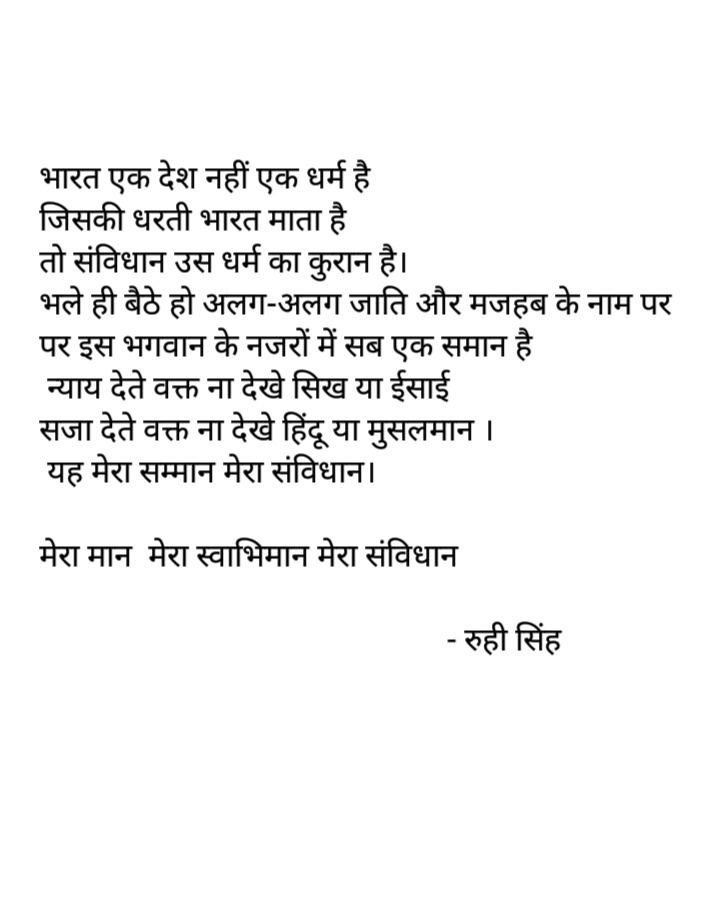 भारत एक देश नहीं एक धर्म है
जिसकी धरती भारत माता है
तो संविधान उस धर्म का कुरान है।
भले ही बैठे हो अलग-अलग जाति और मजहब के नाम पर
पर इस भगवान के नजरों में सब एक समान है
न्याय देते वक्त ना देखे सिख या ईसाई
सजा देते वक्त ना देखे हिंदू या मुसलमान ।
यह मेरा सम्मान मेरा संविधान।
मेरा मान मेरा स्वाभिमान मेरा संविधान
- रुही सिंह